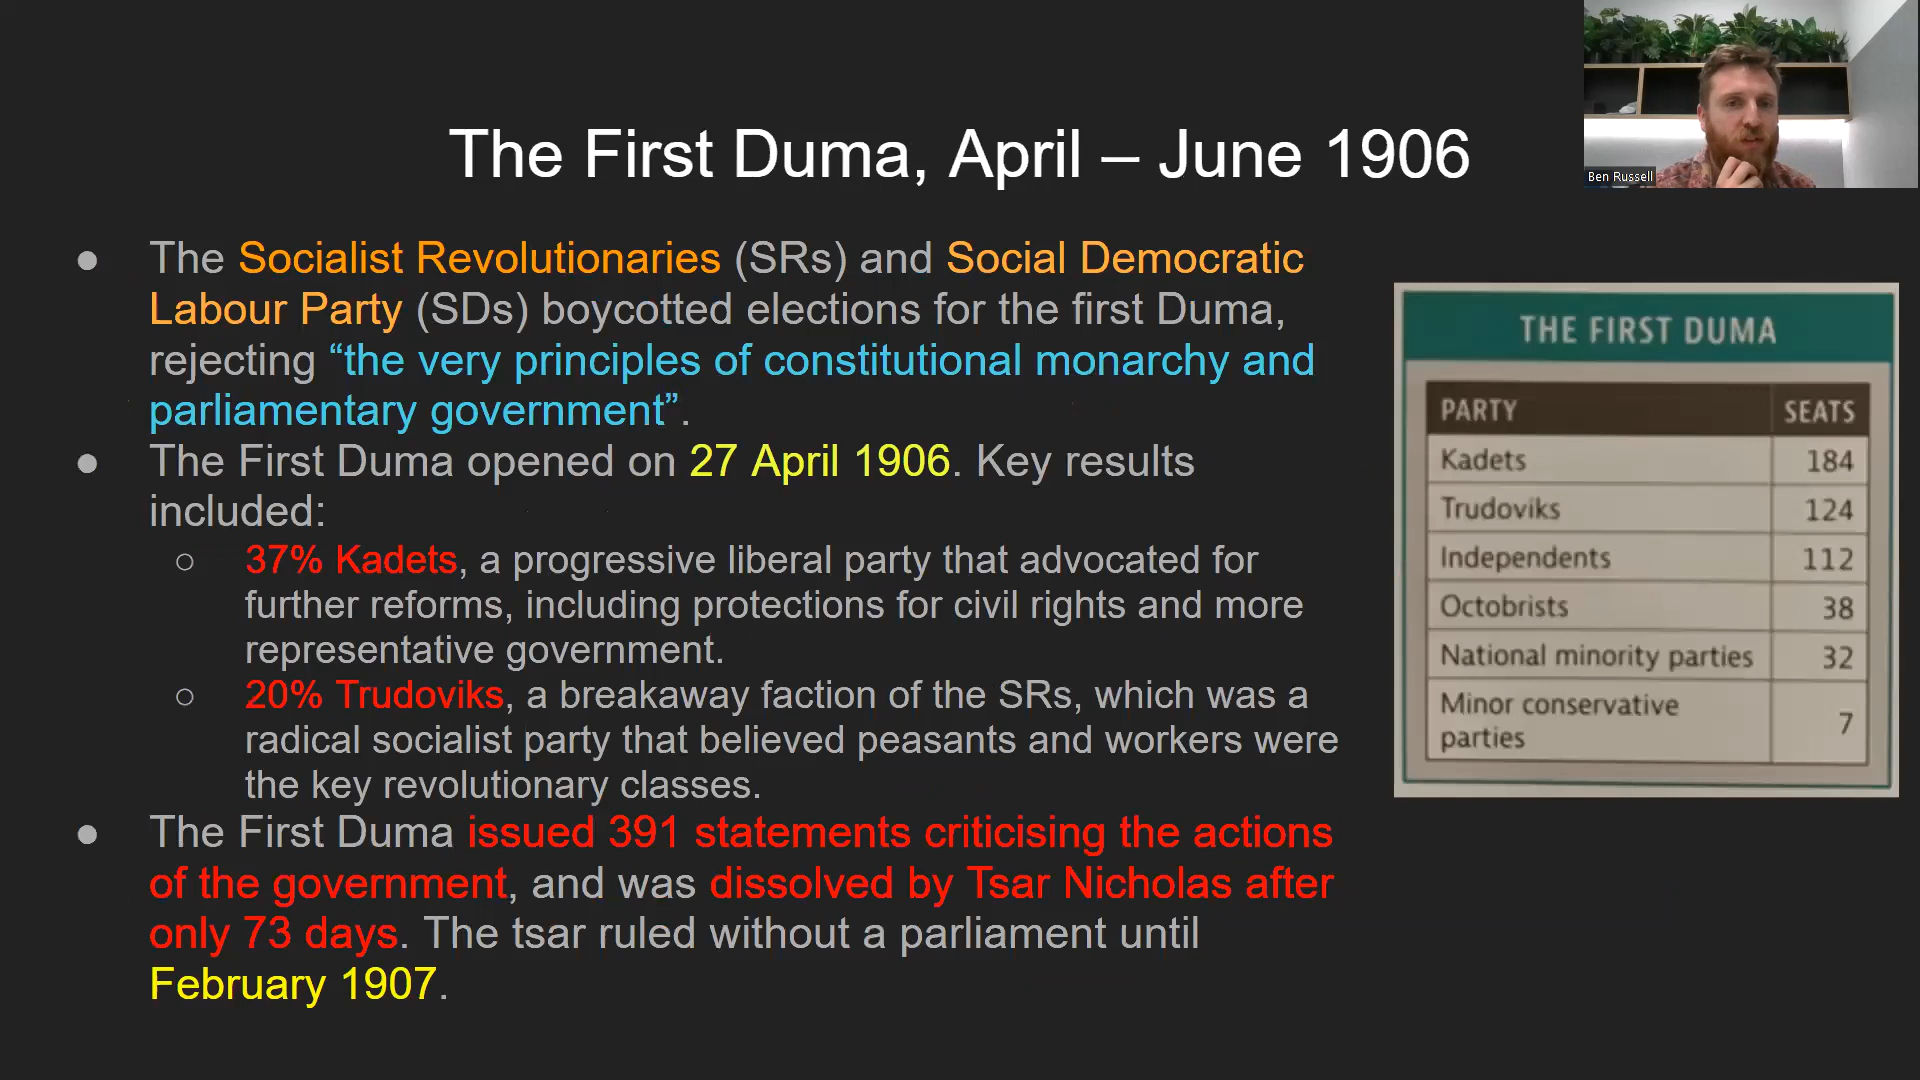 Ben Russell
The First Duma, April – June 1906
● The Socialist Revolutionaries (SRs) and Social Democratic
Labour Party (SDs) boycotted elections for the first Duma,
rejecting “the very principles of constitutional monarchy and
parliamentary government”.
● The First Duma opened on 27 April 1906. Key results
included:
○ 37% Kadets, a progressive liberal party that advocated for
further reforms, including protections for civil rights and more
representative government.
○ 20% Trudoviks, a breakaway faction of the SRs, which was a
radical socialist party that believed peasants and workers were
the key revolutionary classes.
● The First Duma issued 391 statements criticising the actions
of the government, and was dissolved by Tsar Nicholas after
only 73 days. The tsar ruled without a parliament until
February 1907.
THE FIRST DUMA
PARTY SEATS
Kadets 184
Trudoviks 124
Independents 112
Octobrists 38
National minority parties 32
Minor conservative
parties 7